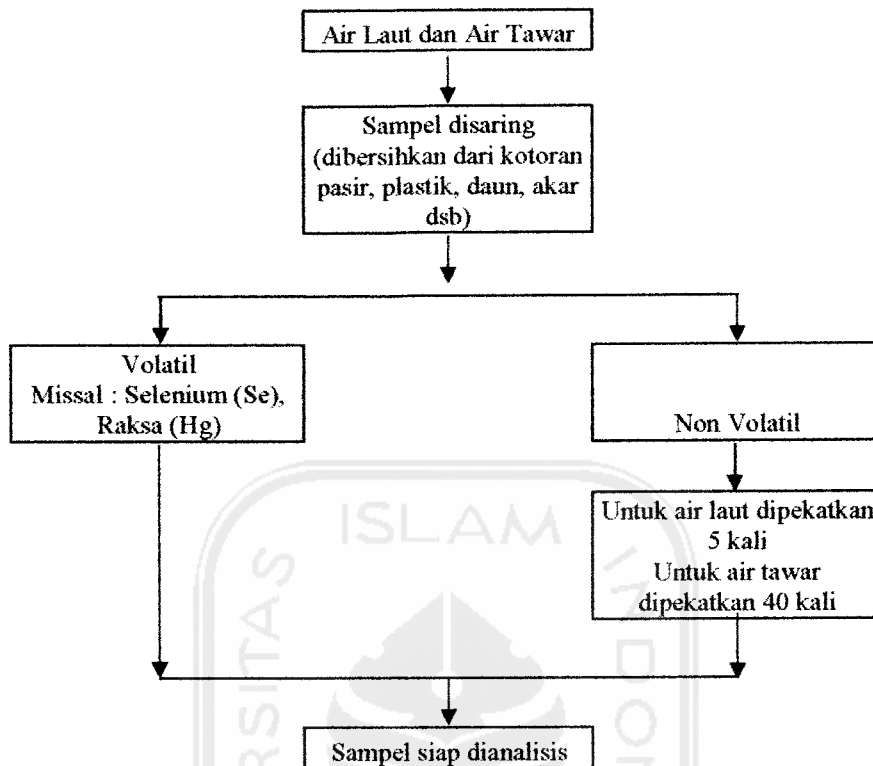 Air Laut dan Air Tawar
Sampel disaring
(dibersihkan dari kotoran
pasir, plastik, daun, akar
dsb)
Volatil
Missal : Selenium (Se),
Raksa (Hg)
Non Volatil
Untuk air laut dipekatkan
5 kali
Untuk air tawar
dipekatkan 40 kali
Sampel siap dianalisis
ISLAM